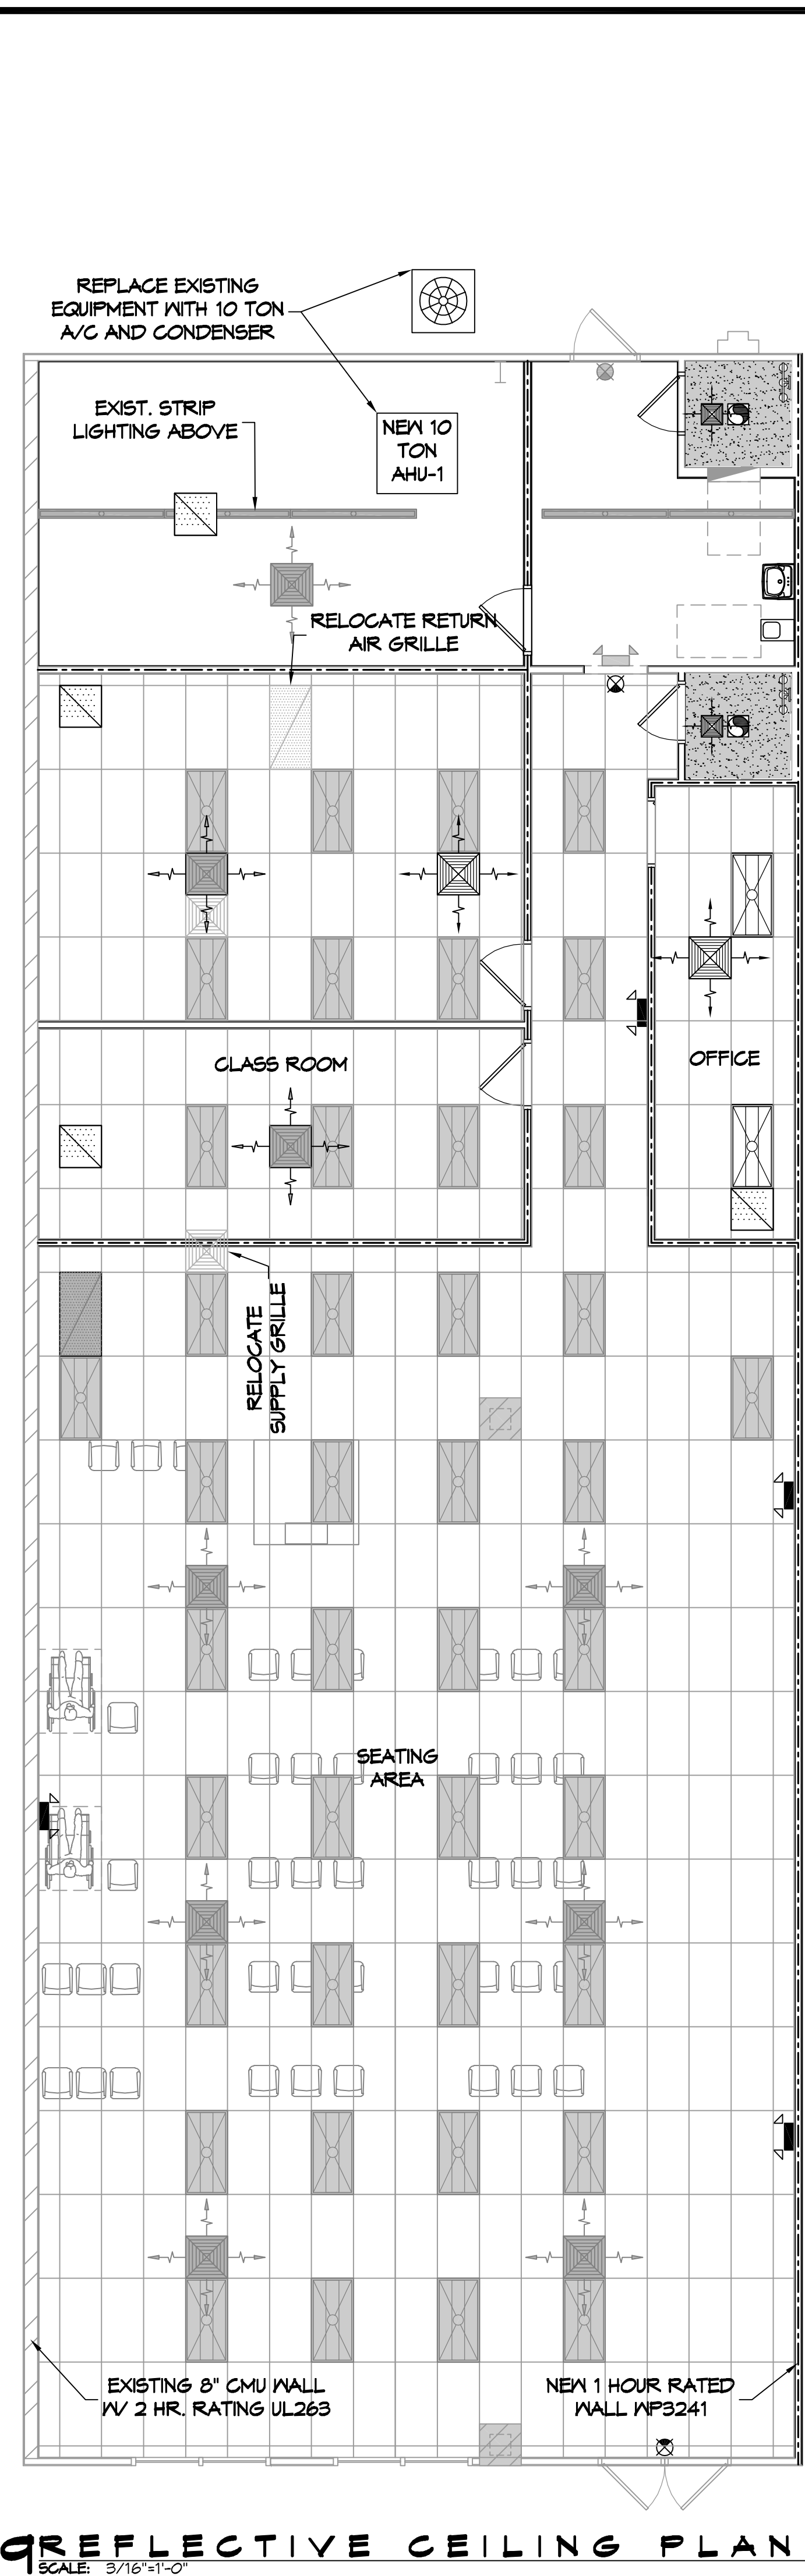 REPLACE EXISTING
EQUIPMENT WITH 10 TON
A/C AND CONDENSER
EXIST. STRIP
LIGHTING ABOVE
NEW 10
TON
AHU-1
RELOCATE RETURN
AIR GRILLE
CLASS ROOM
OFFICE
RELOCATE
SUPPLY GRILLE
SEATING
AREA
EXISTING 8" CMU WALL
W/ 2 HR. RATING UL263
NEW 1 HOUR RATED
WALL WP3241
REFLECTIVE CEILING PLAN
SCALE: 3/16"=1'-0"